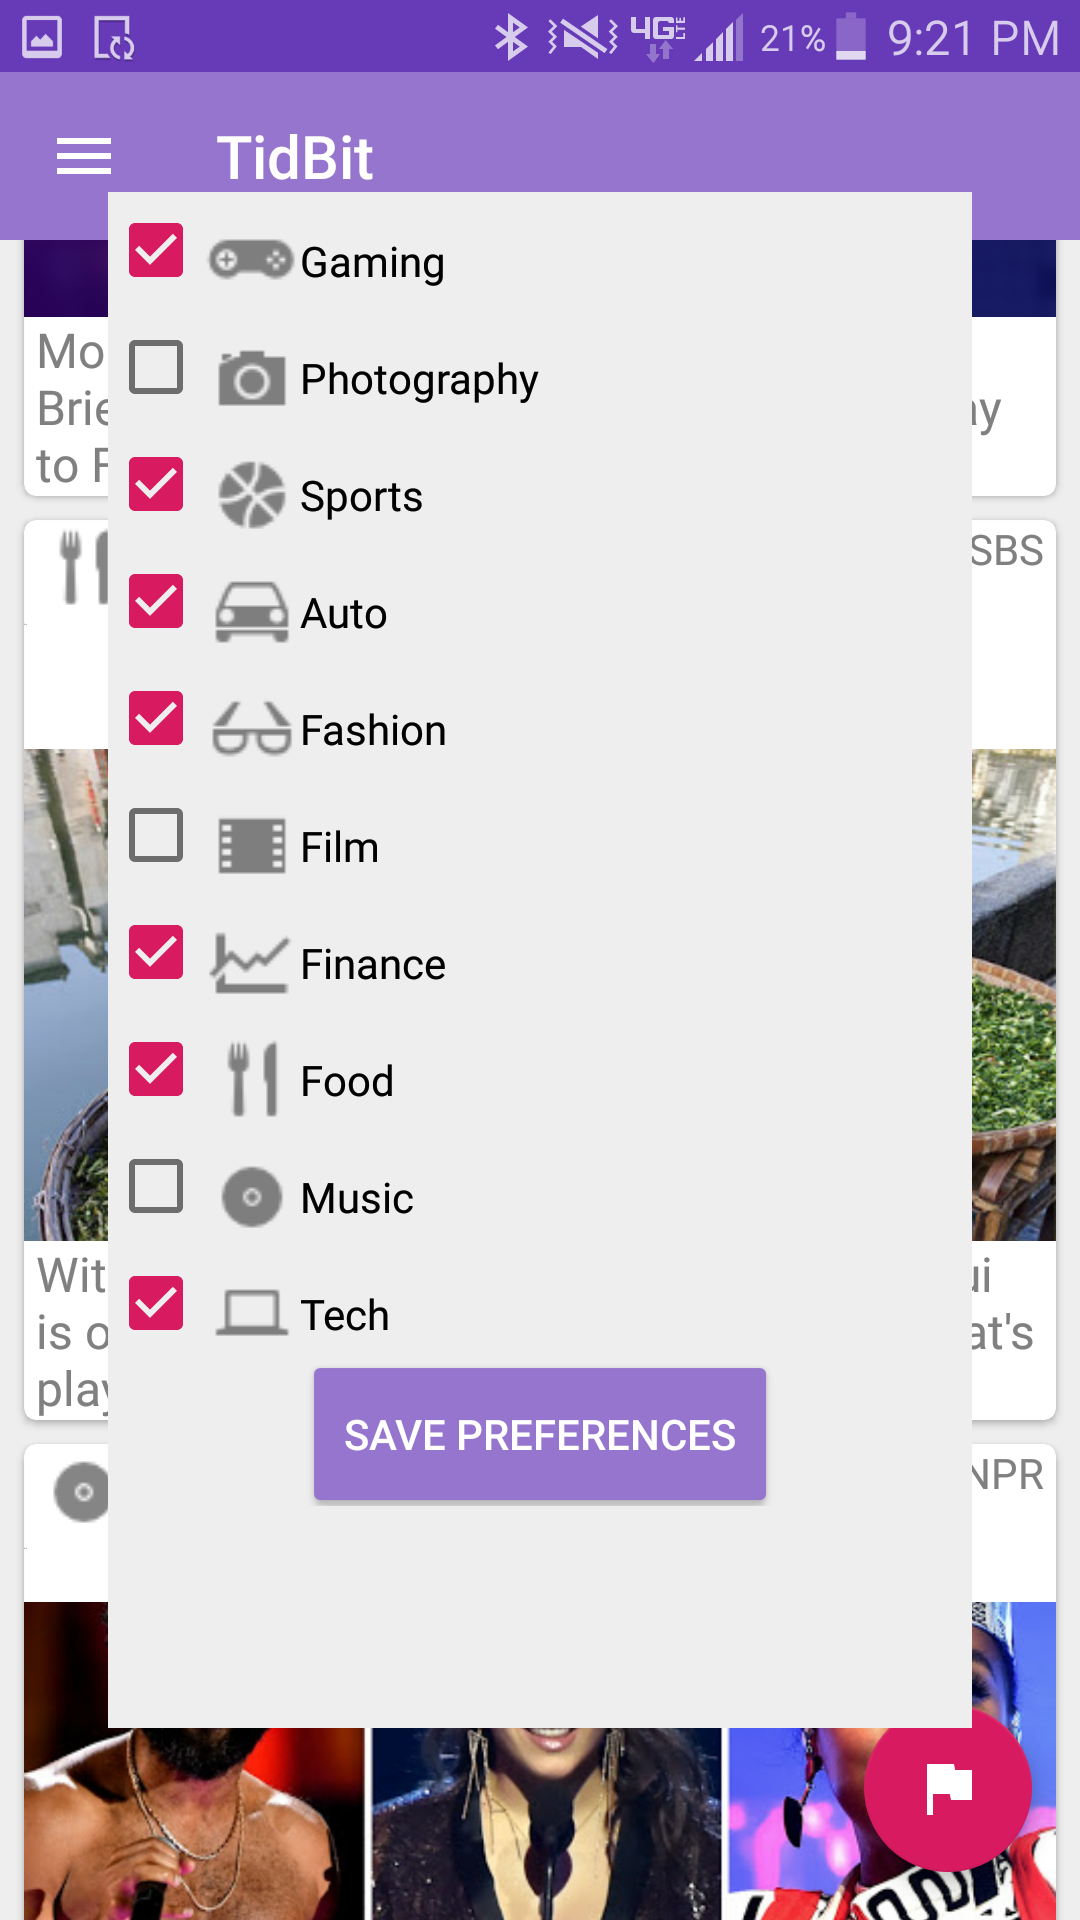 4G LTE 21% 9:21 PM
TidBit
Gaming
Photography
Sports
Auto
Fashion
Film
Finance
Food
Music
Tech
SAVE PREFERENCES
Mo
Brie
to F
ay
SBS
Wit
ui
is o
at's
play
NPR